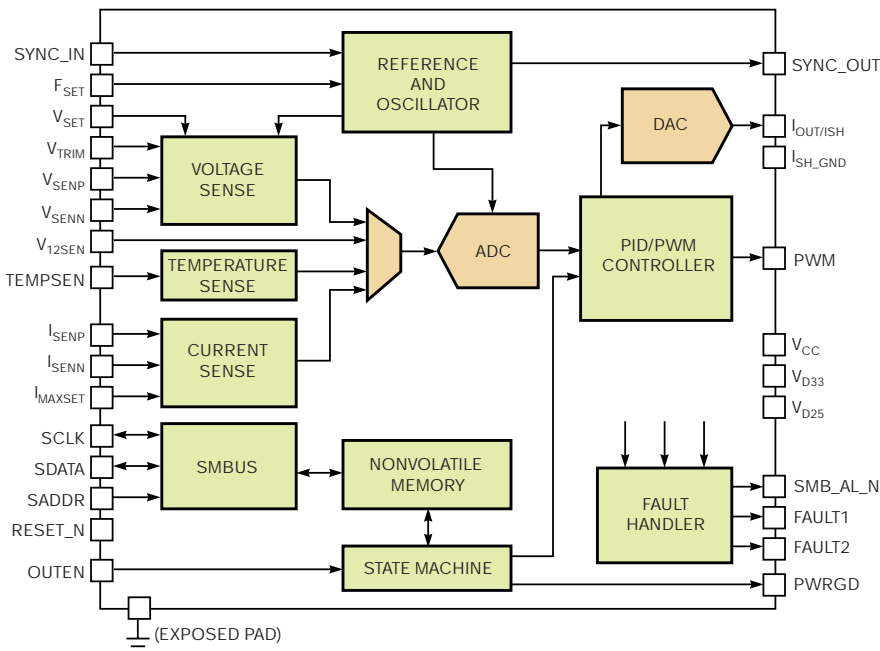 SYNC_IN
FSET
VSET
VTRIM
VSENP
VSENN
V12SEN
TEMPSEN
ISENP
ISENN
IMAXSET
SCLK
SDATA
SADDR
RESET_N
OUTEN
(EXPOSED PAD)
REFERENCE
AND
OSCILLATOR
VOLTAGE
SENSE
TEMPERATURE
SENSE
CURRENT
SENSE
SMBUS
NONVOLATILE
MEMORY
STATE MACHINE
ADC
DAC
PID/PWM
CONTROLLER
FAULT
HANDLER
SYNC_OUT
IOUT/ISH
ISH_GND
PWM
VCC
VD33
VD25
SMB_AL_N
FAULT1
FAULT2
PWRGD